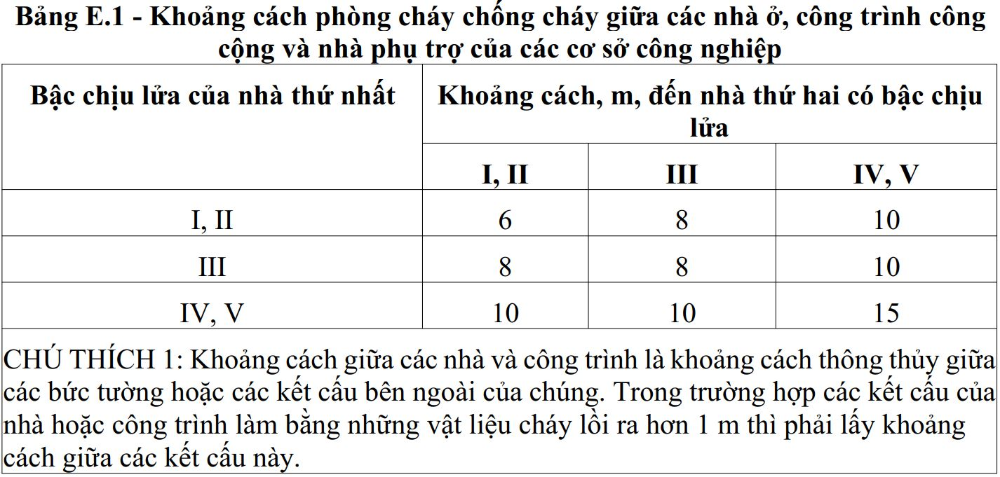 Bảng E.1 - Khoảng cách phòng cháy chống cháy giữa các nhà ở, công trình công
cộng và nhà phụ trợ của các cơ sở công nghiệp
Bậc chịu lửa của nhà thứ nhất
Khoảng cách, m, đến nhà thứ hai có bậc chịu
lửa
I, II III IV, V
I, II 6 8 10
III 8 8 10
IV, V 10 10 15
CHÚ THÍCH 1: Khoảng cách giữa các nhà và công trình là khoảng cách thông thủy giữa
các bức tường hoặc các kết cấu bên ngoài của chúng. Trong trường hợp các kết cấu của
nhà hoặc công trình làm bằng những vật liệu cháy lồi ra hơn 1 m thì phải lấy khoảng
cách giữa các kết cấu này.